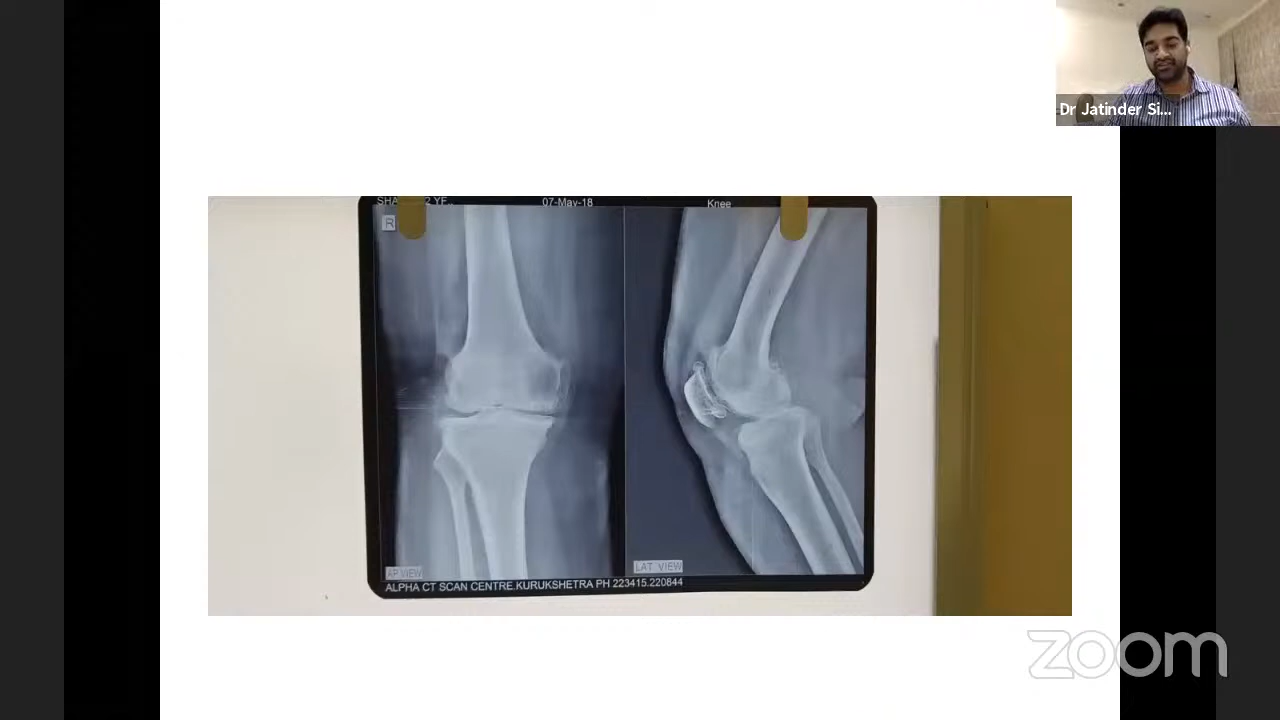 Dr Jatinder Si...
07-May-18
Knee
R
AP VIEW
LAT VIEW
ALPHA CT SCAN CENTRE.KURUKSHETRA PH 223415.220844
zoom